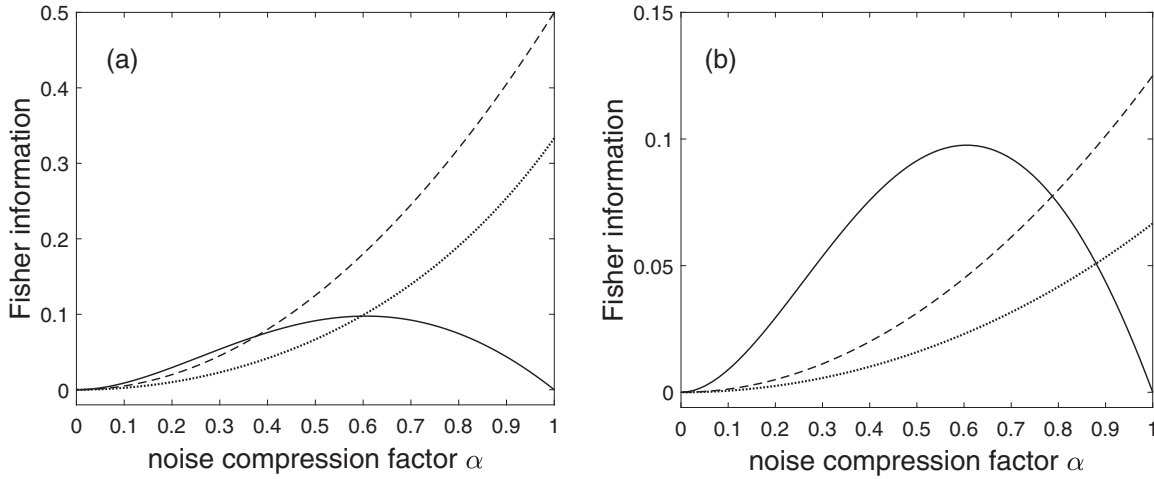 (a)
Fisher information
0.5
0.4
0.3
0.2
0.1
0
0 0.1 0.2 0.3 0.4 0.5 0.6 0.7 0.8 0.9 1
noise compression factor α
(b)
Fisher information
0.15
0.1
0.05
0
0 0.1 0.2 0.3 0.4 0.5 0.6 0.7 0.8 0.9 1
noise compression factor α